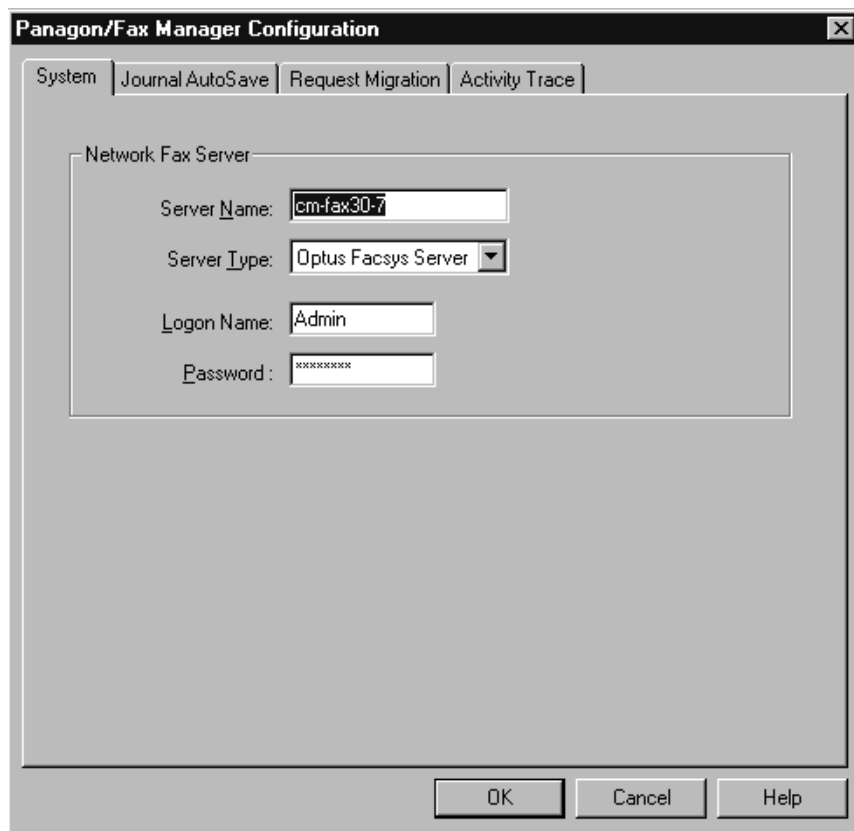 Panagon/Fax Manager Configuration
System Journal AutoSave Request Migration Activity Trace
Network Fax Server
Server Name: cm-fax30-7
Server Type: Optus Facsys Server
Logon Name: Admin
Password : ********
OK Cancel Help